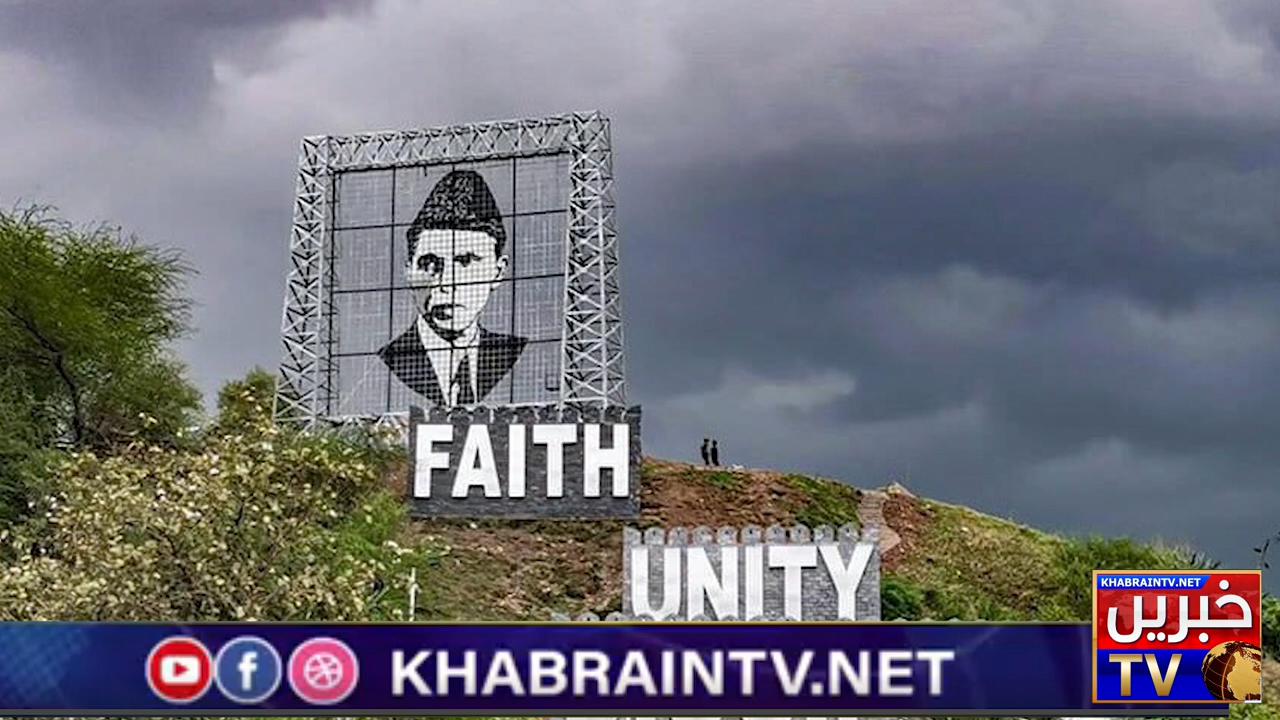 FAITH
UNITY
KHABRAINTV.NET
KHABRAINTV.NET
خبریں
TV